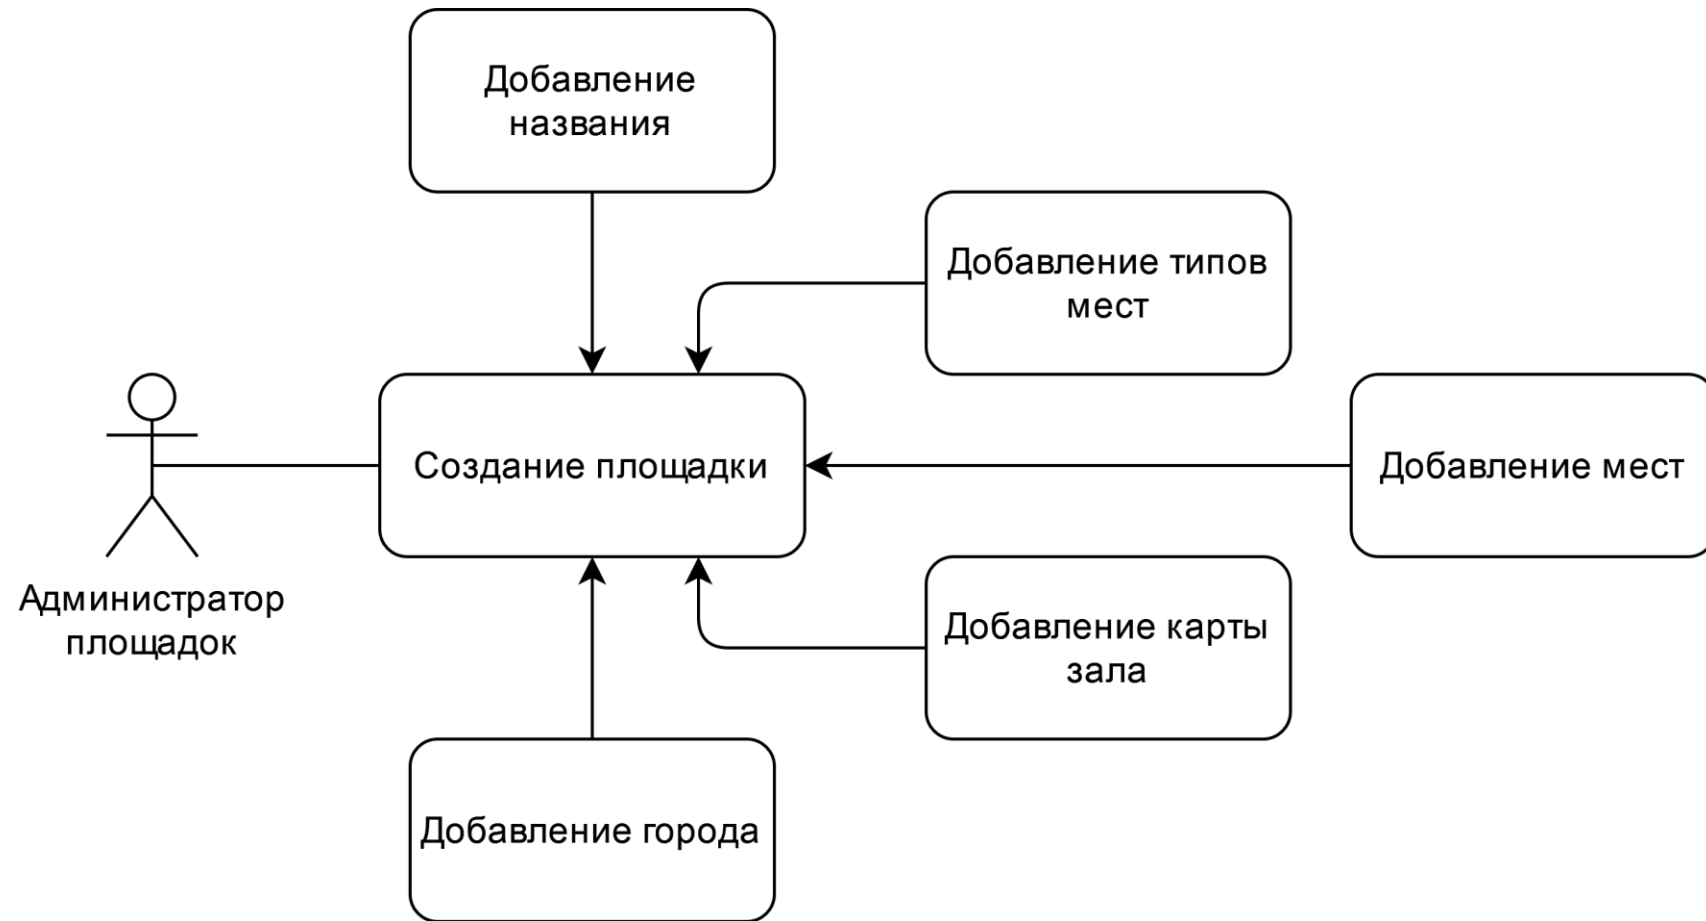 Добавление
названия
Добавление типов
мест
Создание площадки
Добавление мест
Администратор
площадок
Добавление карты
зала
Добавление города